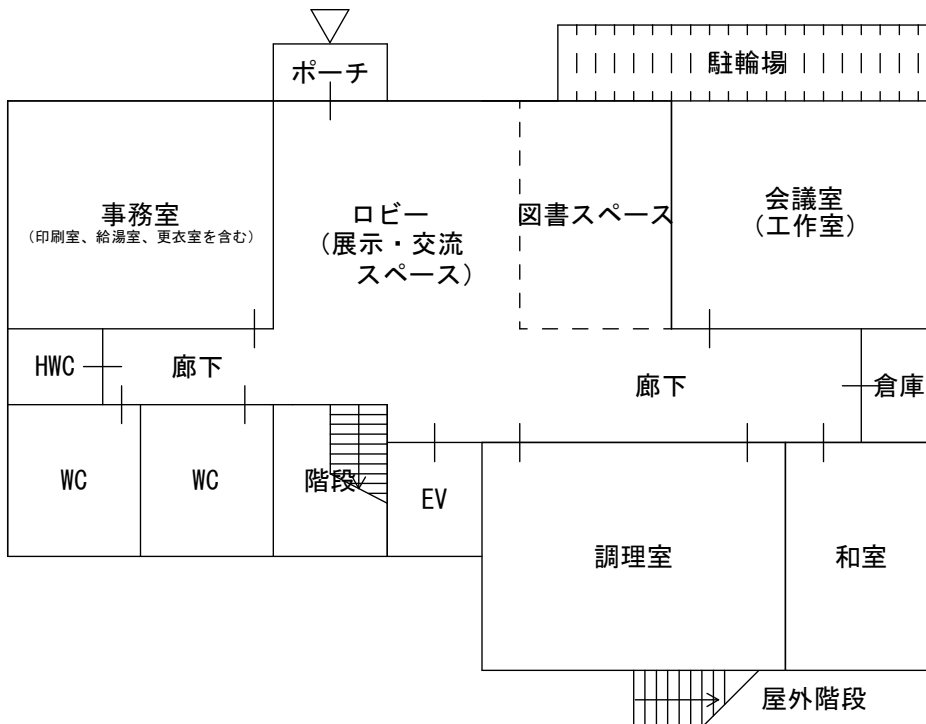 ポーチ
駐輪場
事務室
(印刷室、給湯室、更衣室を含む)
ロビー
(展示・交流
スペース)
図書スペース
会議室
(工作室)
HWC
廊下
廊下
倉庫
WC
WC
階段
EV
調理室
和室
屋外階段